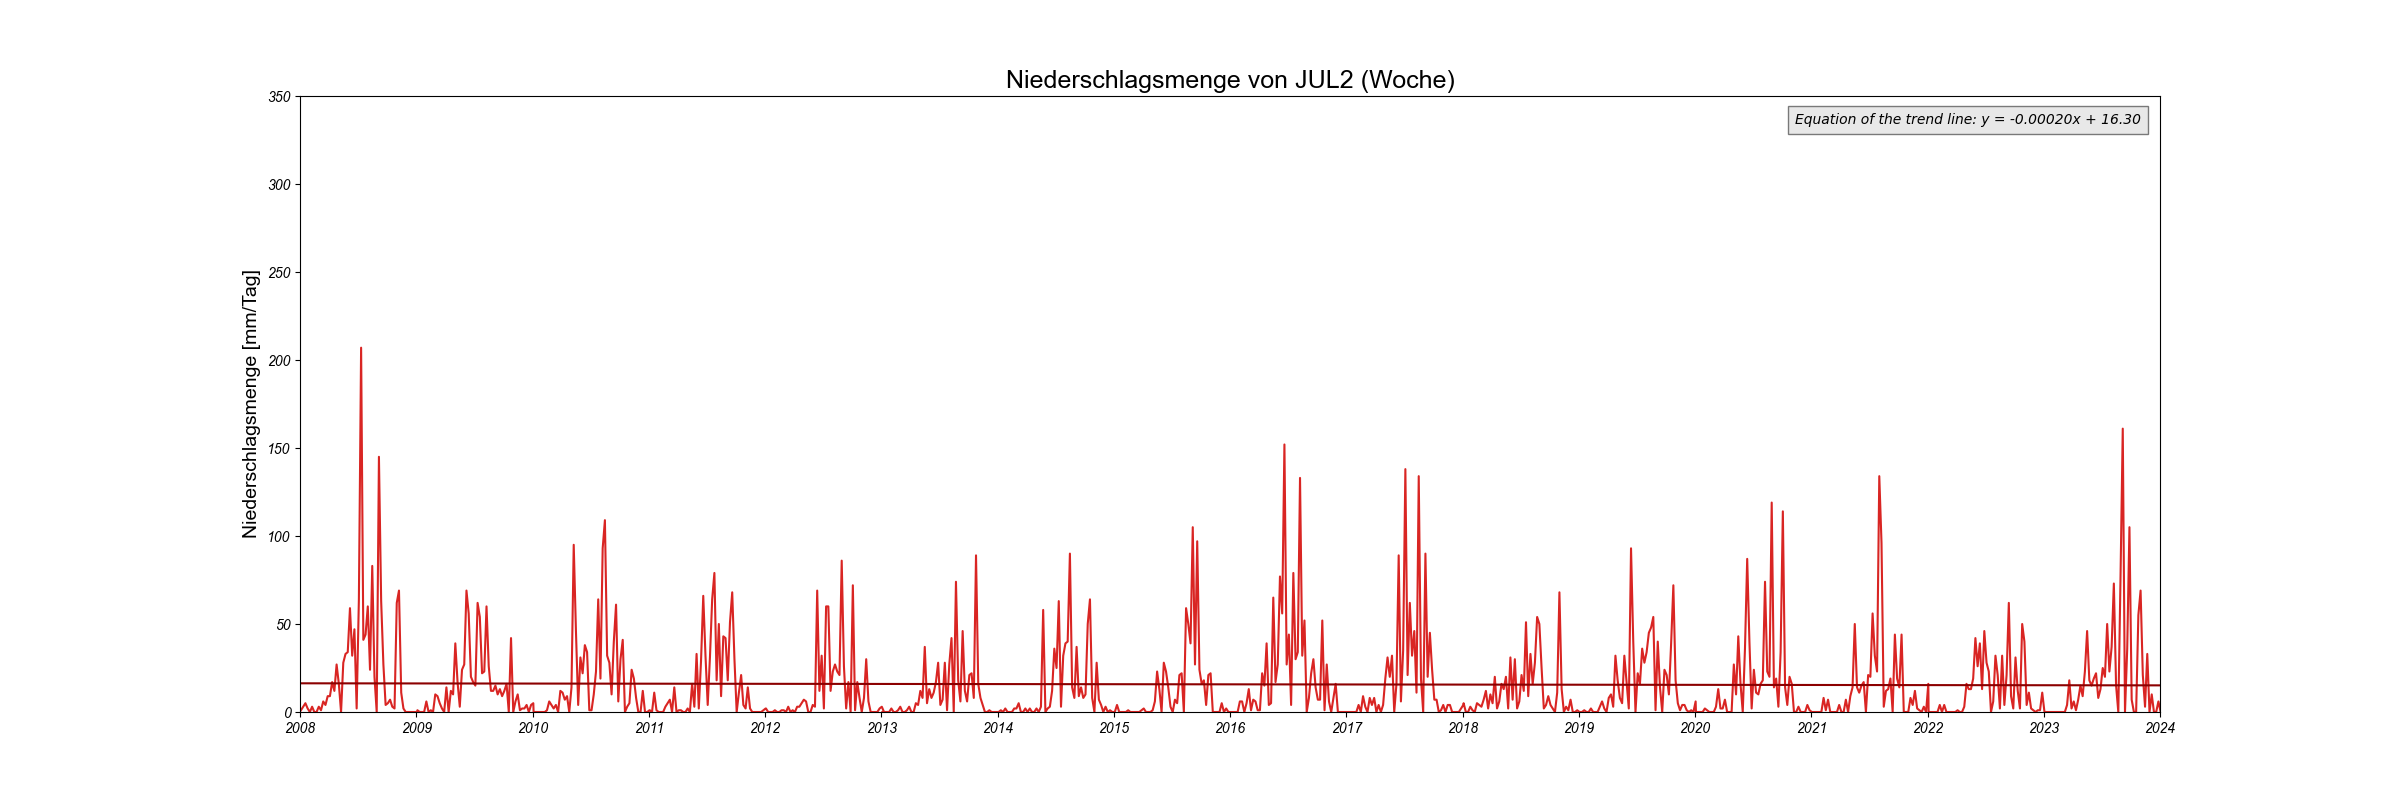 Niederschlagsmenge von JUL2 (Woche)
350
Equation of the trend line: y = -0.00020x + 16.30
300
250
200
150
100
50
0
Niederschlagsmenge [mm/Tag]
2008 2009 2010 2011 2012 2013 2014 2015 2016 2017 2018 2019 2020 2021 2022 2023 2024